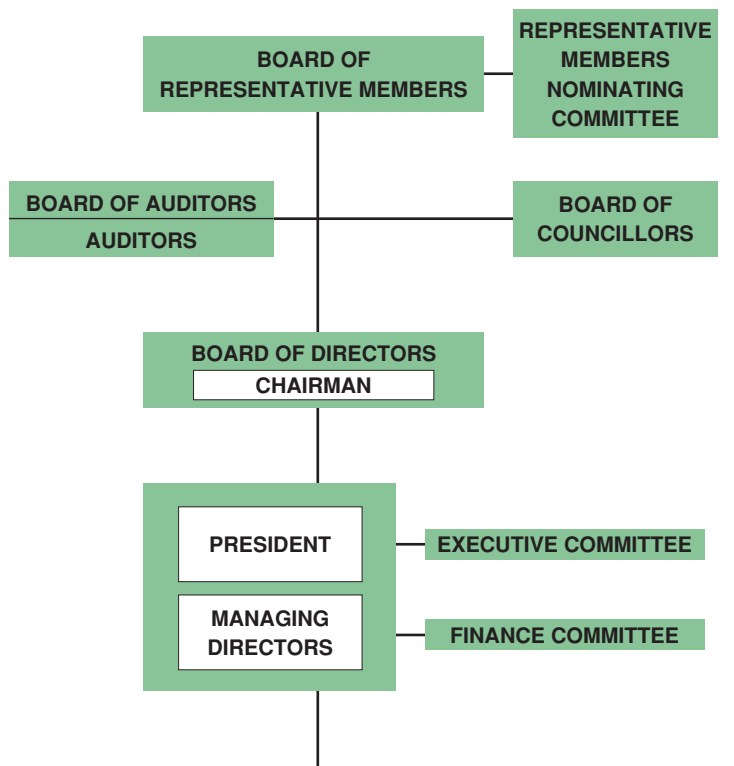 BOARD OF
REPRESENTATIVE MEMBERS
REPRESENTATIVE
MEMBERS
NOMINATING
COMMITTEE
BOARD OF AUDITORS
AUDITORS
BOARD OF
COUNCILLORS
BOARD OF DIRECTORS
CHAIRMAN
PRESIDENT
EXECUTIVE COMMITTEE
MANAGING
DIRECTORS
FINANCE COMMITTEE